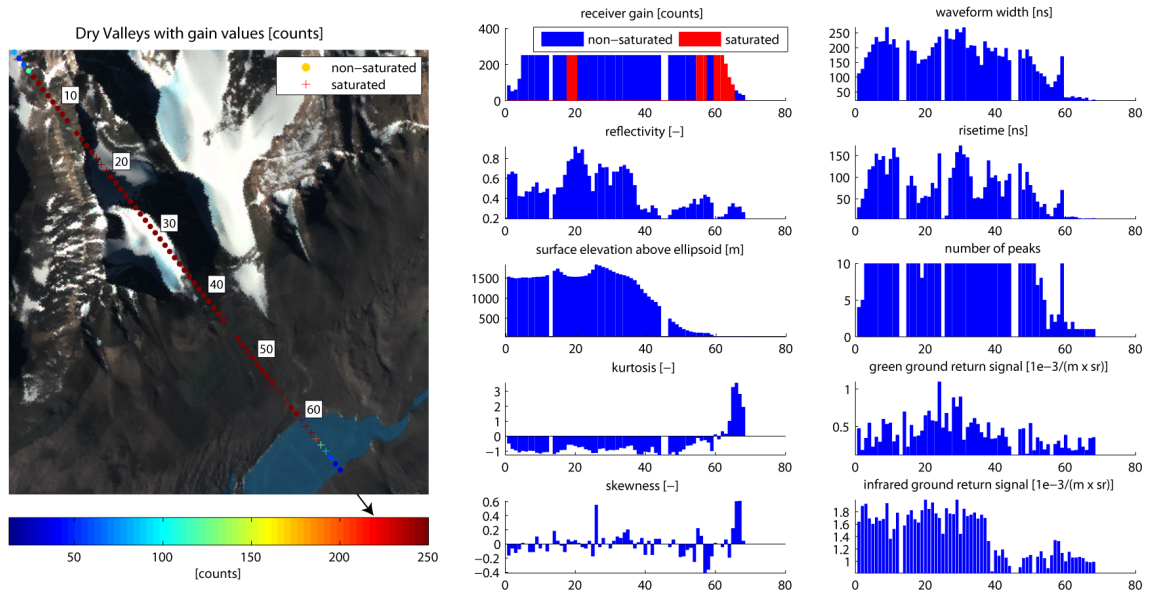 Dry Valleys with gain values [counts]
non−saturated
saturated
10
20
30
40
50
60
50 100 150 200 250
[counts]
receiver gain [counts]
non−saturated saturated
400
200
0
0 20 40 60 80
reflectivity [−]
0.8
0.6
0.4
0.2
0 20 40 60 80
surface elevation above ellipsoid [m]
1500
1000
500
0 20 40 60 80
kurtosis [−]
3
2
1
0
−1
0 20 40 60 80
skewness [−]
0.6
0.4
0.2
0
−0.2
−0.4
0 20 40 60 80
waveform width [ns]
250
200
150
100
50
0 20 40 60 80
risetime [ns]
150
100
50
0 20 40 60 80
number of peaks
10
5
0
0 20 40 60 80
green ground return signal [1e−3/(m x sr)]
1
0.5
0 20 40 60 80
infrared ground return signal [1e−3/(m x sr)]
1.8
1.6
1.4
1.2
1
0 20 40 60 80